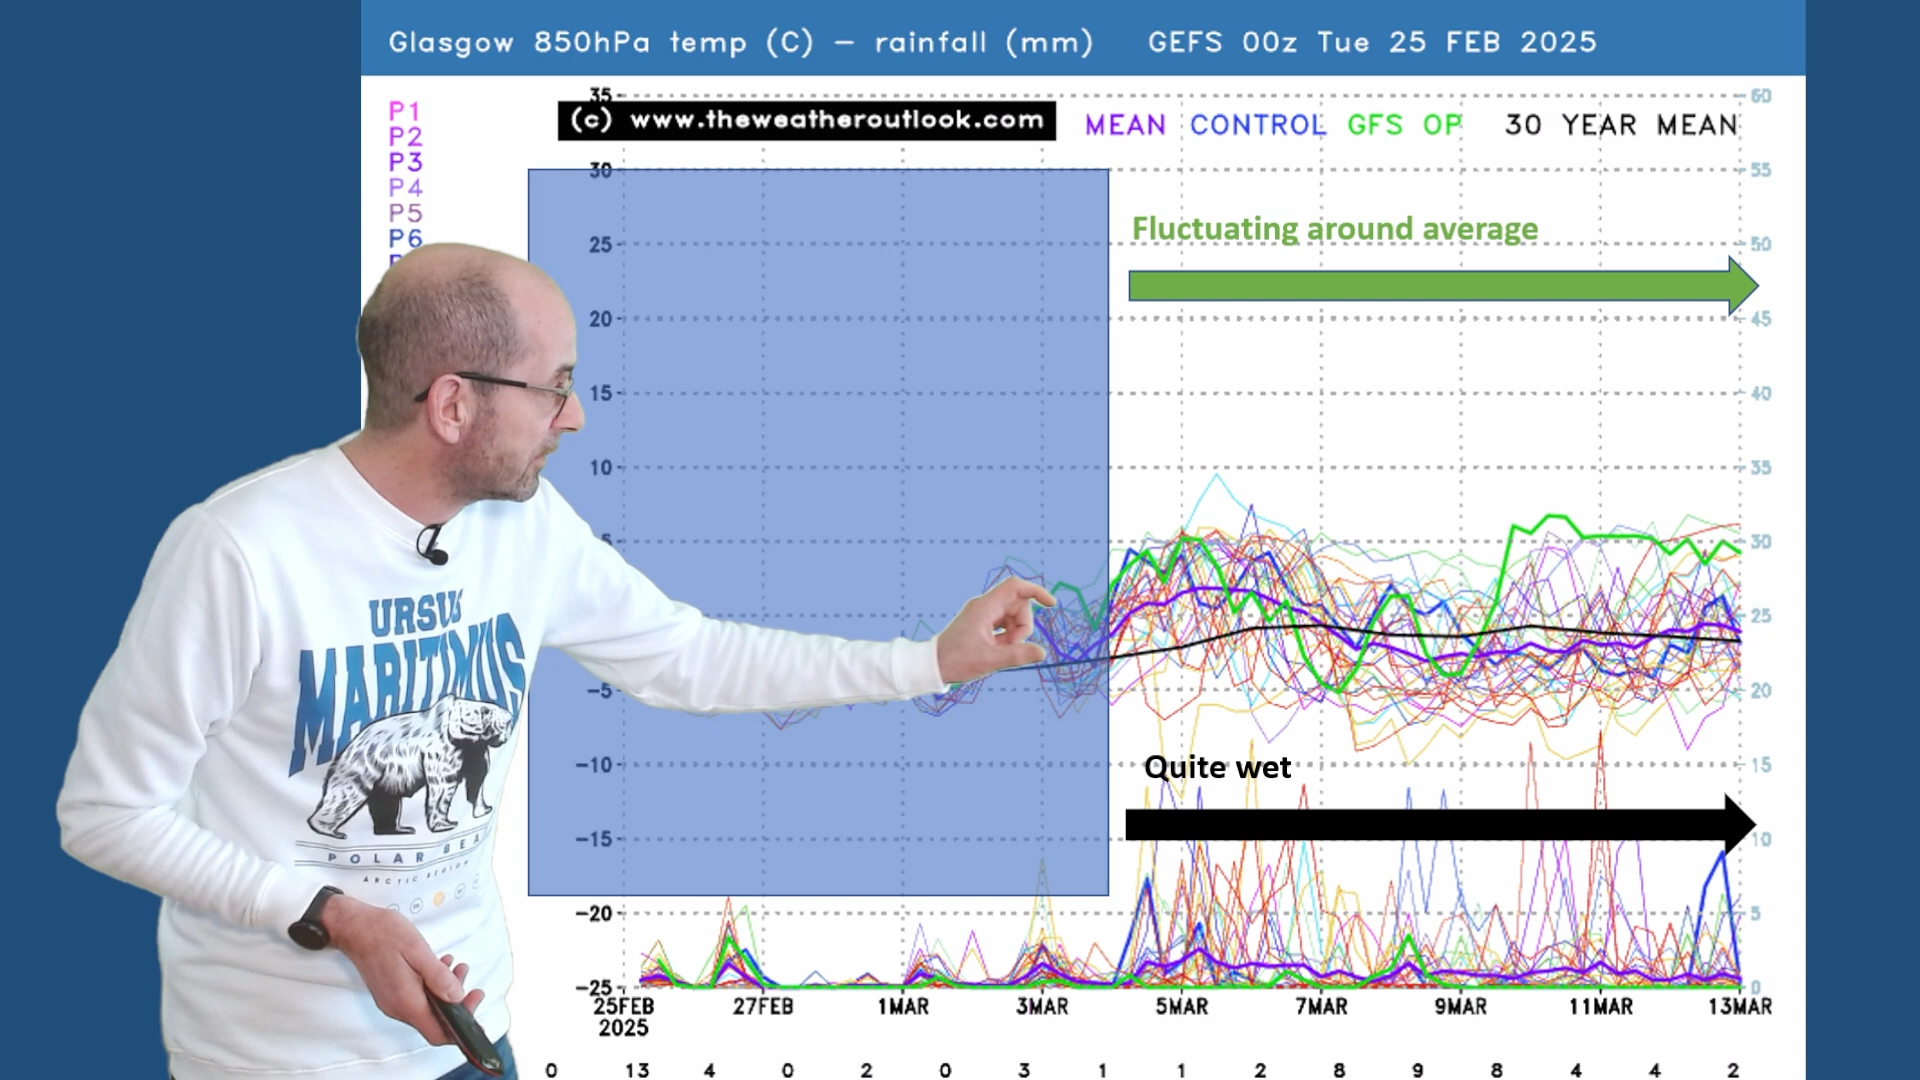 Glasgow 850hPa temp (C) – rainfall (mm) GEFS 00z Tue 25 FEB 2025
35 60
(c) www.theweatheroutlook.com MEAN CONTROL GFS OP 30 YEAR MEAN
P1
P2
P3
P4
P5
P6
30 55
Fluctuating around average
25 50
20 45
15 40
10 35
5 30
25
-5 20
-10 15
Quite wet
-15 10
-20 5
-25 0
25FEB 27FEB 1MAR 3MAR 5MAR 7MAR 9MAR 11MAR 13MAR
2025
0 13 4 0 2 0 3 1 1 2 8 9 8 4 4 2
URSUS
MARITIMUS
POLAR BEA
ARCTIC REGION